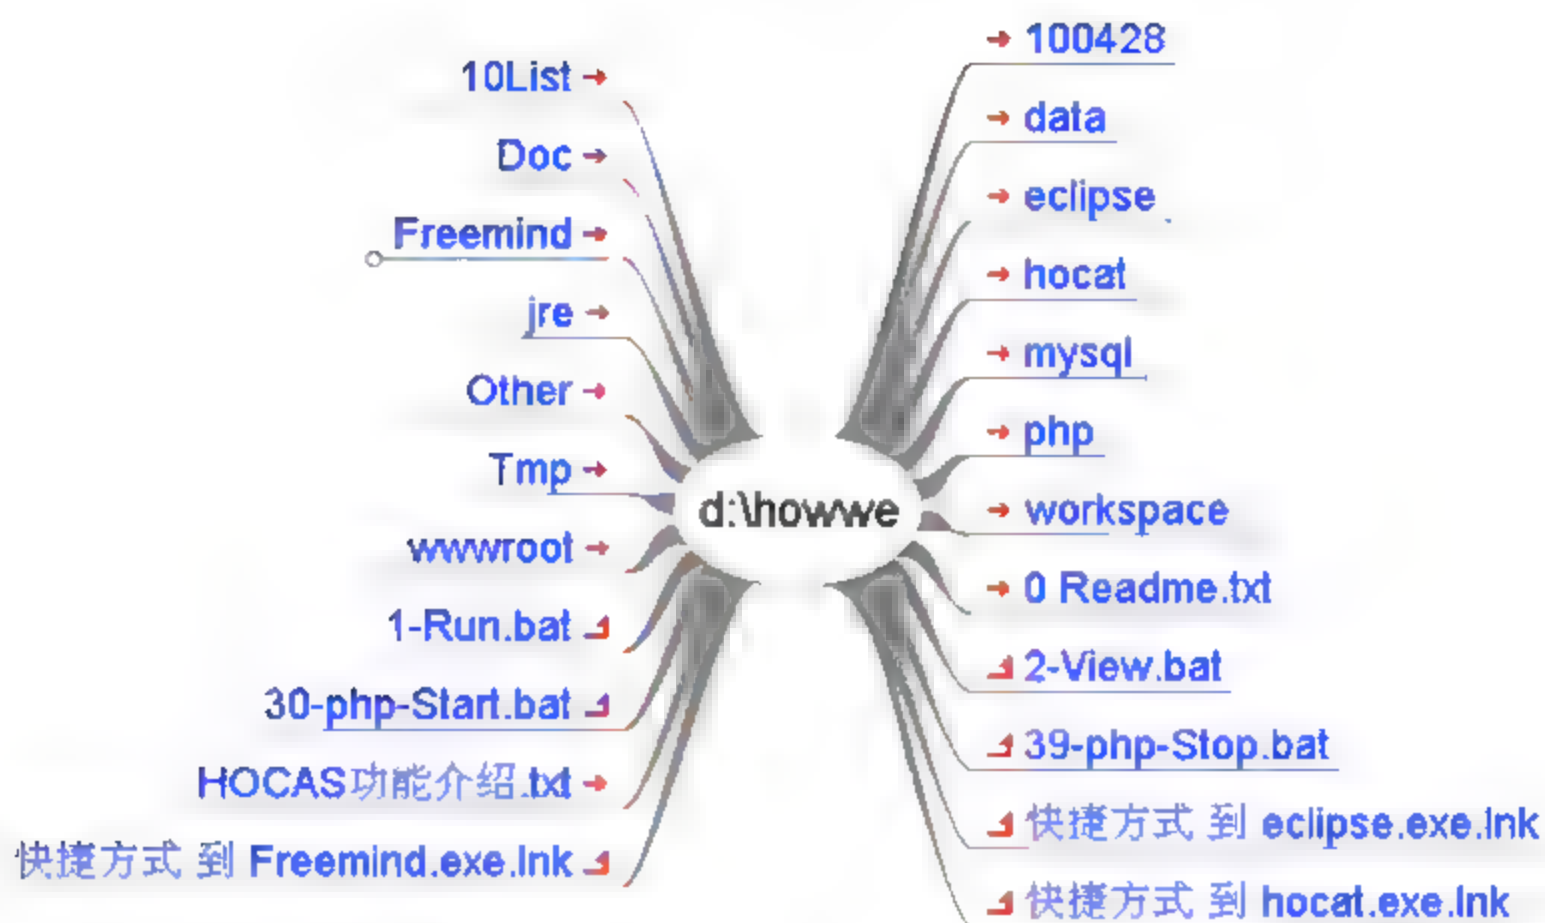 10List
Doc
Freemind
jre
Other
Tmp
wwwroot
1-Run.bat
30-php-Start.bat
HOCAS功能介绍.txt
快捷方式 到 Freemind.exe.lnk
d:\howwe
100428
data
eclipse
hocat
mysql
php
workspace
0 Readme.txt
2-View.bat
39-php-Stop.bat
快捷方式 到 eclipse.exe.lnk
快捷方式 到 hocat.exe.lnk